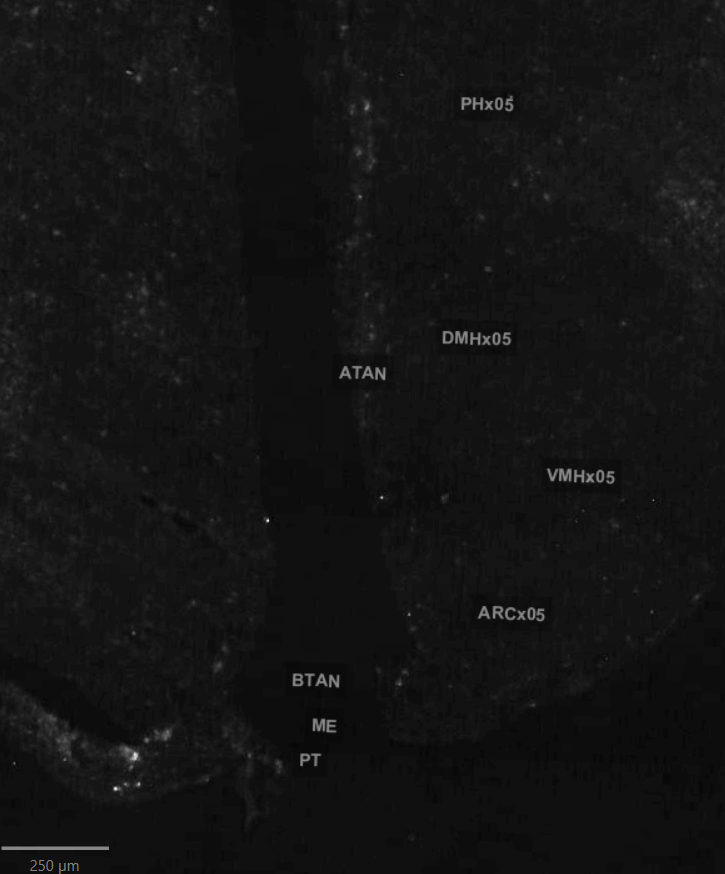 PHx05
DMHx05
ATAN
VMHx05
ARCx05
BTAN
ME
PT
250 µm